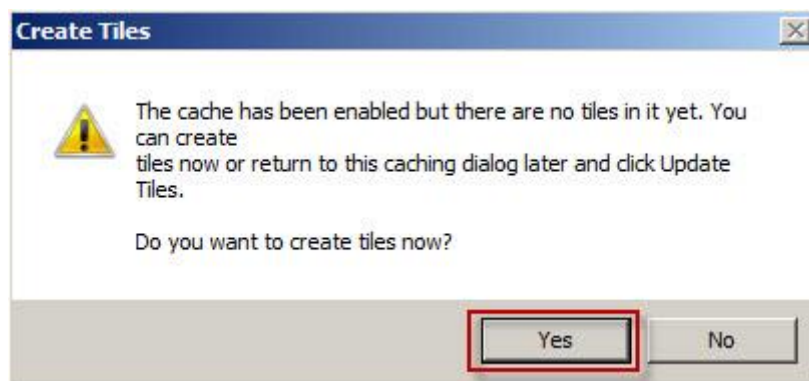 Create Tiles
The cache has been enabled but there are no tiles in it yet. You
can create
tiles now or return to this caching dialog later and click Update
Tiles.
Do you want to create tiles now?
Yes
No